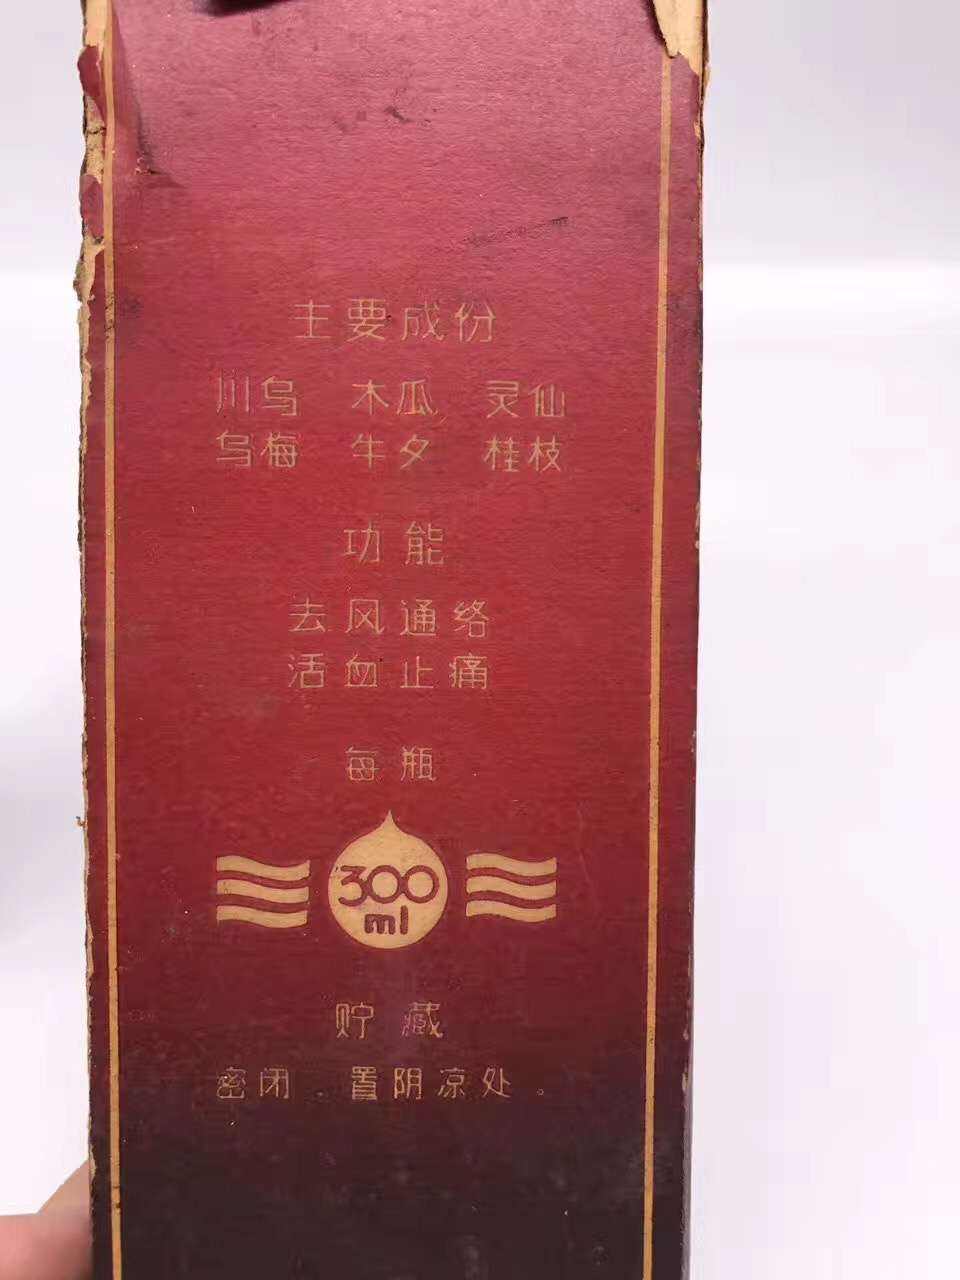 主要成份
川乌 木瓜 灵仙
乌梅 牛夕 桂枝
功能
去风通络
活血止痛
每瓶
300
ml
贮藏
密闭．置阴凉处。